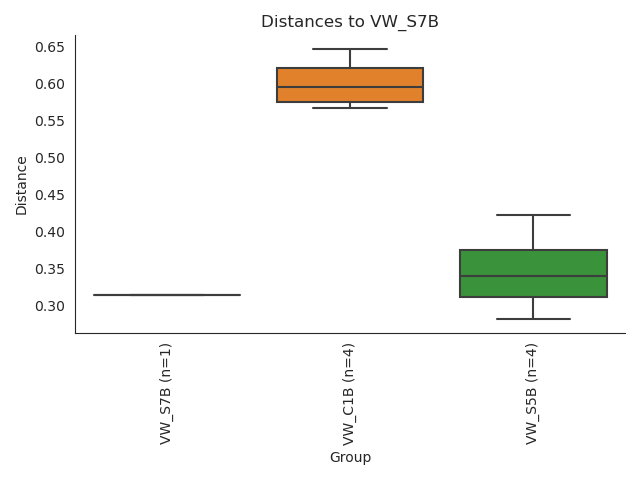 Distances to VW_S7B
0.65
0.60
0.55
0.50
0.45
0.40
0.35
0.30
Distance
VW_S7B (n=1)
VW_C1B (n=4)
VW_S5B (n=4)
Group